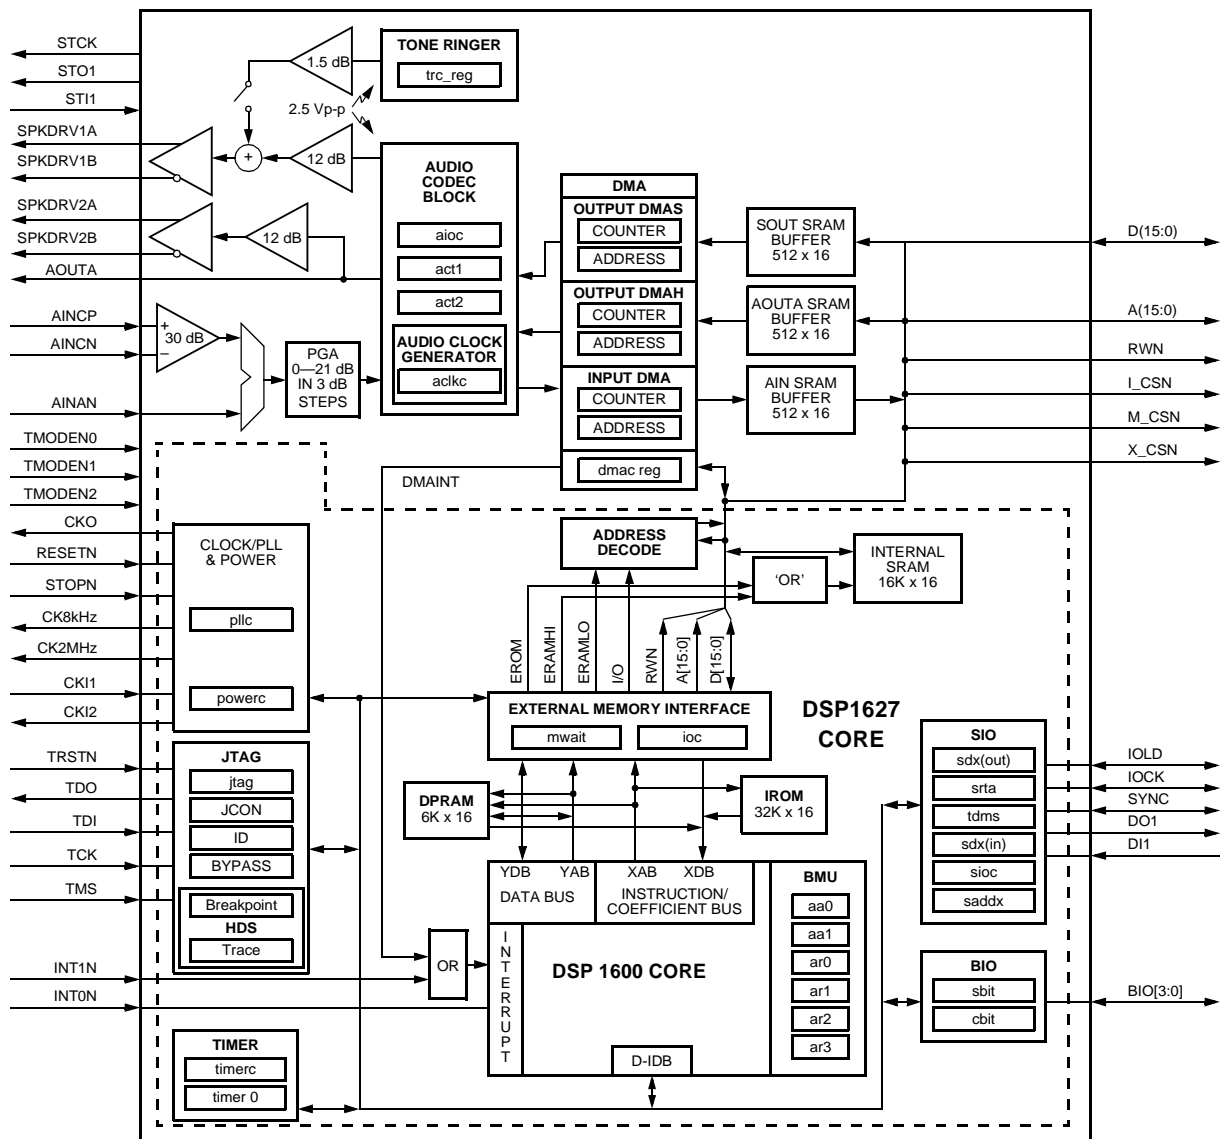 STCK
STO1
STI1
SPKDRV1A
SPKDRV1B
SPKDRV2A
SPKDRV2B
AOUTA
AINCP
AINCN
AINAN
TMODEN0
TMODEN1
TMODEN2
CKO
RESETN
STOPN
CK8kHz
CK2MHz
CKI1
CKI2
TRSTN
TDO
TDI
TCK
TMS
INT1N
INT0N
1.5 dB
TONE RINGER
trc_reg
2.5 Vp-p
+
12 dB
12 dB
+
30 dB
–
PGA
0—21 dB
IN 3 dB
STEPS
AUDIO
CODEC
BLOCK
aioc
act1
act2
AUDIO CLOCK
GENERATOR
aclkc
DMA
OUTPUT DMAS
COUNTER
ADDRESS
OUTPUT DMAH
COUNTER
ADDRESS
INPUT DMA
COUNTER
ADDRESS
dmac reg
DMAINT
SOUT SRAM
BUFFER
512 x 16
AOUTA SRAM
BUFFER
512 x 16
AIN SRAM
BUFFER
512 x 16
D(15:0)
A(15:0)
RWN
I_CSN
M_CSN
X_CSN
CLOCK/PLL
& POWER
pllc
powerc
ADDRESS
DECODE
‘OR’
INTERNAL
SRAM
16K x 16
EROM
ERAMHI
ERAMLO
I/O
RWN
A[15:0]
D[15:0]
EXTERNAL MEMORY INTERFACE
mwait
ioc
DSP1627
CORE
JTAG
jtag
JCON
ID
BYPASS
Breakpoint
HDS
Trace
DPRAM
6K x 16
IROM
32K x 16
SIO
sdx(out)
srta
tdms
sdx(in)
sioc
saddx
IOLD
IOCK
SYNC
DO1
DI1
YDB
YAB
XAB
XDB
DATA BUS
INSTRUCTION/
COEFFICIENT BUS
BMU
aa0
aa1
ar0
ar1
ar2
ar3
OR
INTERRUPT
DSP 1600 CORE
D-IDB
BIO
sbit
cbit
BIO[3:0]
TIMER
timerc
timer 0